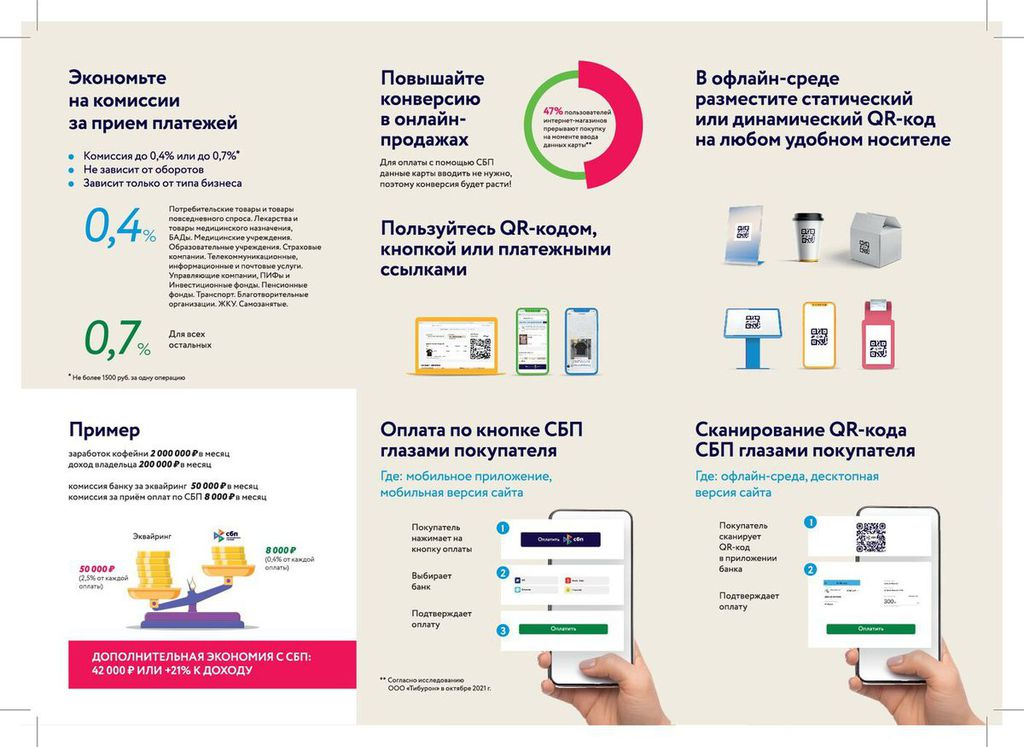 Экономьте
на комиссии
за прием платежей
Комиссия до 0,4% или до 0,7%*
Не зависит от оборотов
Зависит только от типа бизнеса
0,4%
Потребительские товары и товары
повседневного спроса. Лекарства и
товары медицинского назначения,
БАДы. Медицинские учреждения.
Образовательные учреждения. Страховые
компании. Телекоммуникационные,
информационные и почтовые услуги.
Управляющие компании, ПИФы и
Инвестиционные фонды. Пенсионные
фонды. Транспорт. Благотворительные
организации. ЖКУ. Самозанятые.
0,7%
Для всех
остальных
* Не более 1500 руб. за одну операцию
Повышайте
конверсию
в онлайн-
продажах
Для оплаты с помощью СБП
данные карты вводить не нужно,
поэтому конверсия будет расти!
47% пользователей
интернет-магазинов
прерывают покупку
на моменте ввода
данных карты**
Пользуйтесь QR-кодом,
кнопкой или платежными
ссылками
В офлайн-среде
разместите статический
или динамический QR-код
на любом удобном носителе
Пример
заработок кофейни 2 000 000 ₽ в месяц
доход владельца 200 000 ₽ в месяц
комиссия банку за эквайринг 50 000 ₽ в месяц
комиссия за приём оплат по СБП 8 000 ₽ в месяц
Эквайринг
сбп
50 000 ₽
(2,5% от каждой
оплаты)
8 000 ₽
(0,4% от каждой
оплаты)
ДОПОЛНИТЕЛЬНАЯ ЭКОНОМИЯ С СБП:
42 000 ₽ ИЛИ +21% К ДОХОДУ
Оплата по кнопке СБП
глазами покупателя
Где: мобильное приложение,
мобильная версия сайта
Покупатель
нажимает на
кнопку оплаты
1
Оплатить сбп
Выбирает
банк
2
Подтверждает
оплату
3
Оплатить
** Согласно исследованию
ООО «Тибурон» в октябре 2021 г.
Сканирование QR-кода
СБП глазами покупателя
Где: офлайн-среда, десктопная
версия сайта
Покупатель
сканирует
QR-код
в приложении
банка
1
2
Подтверждает
оплату
300
Оплатить